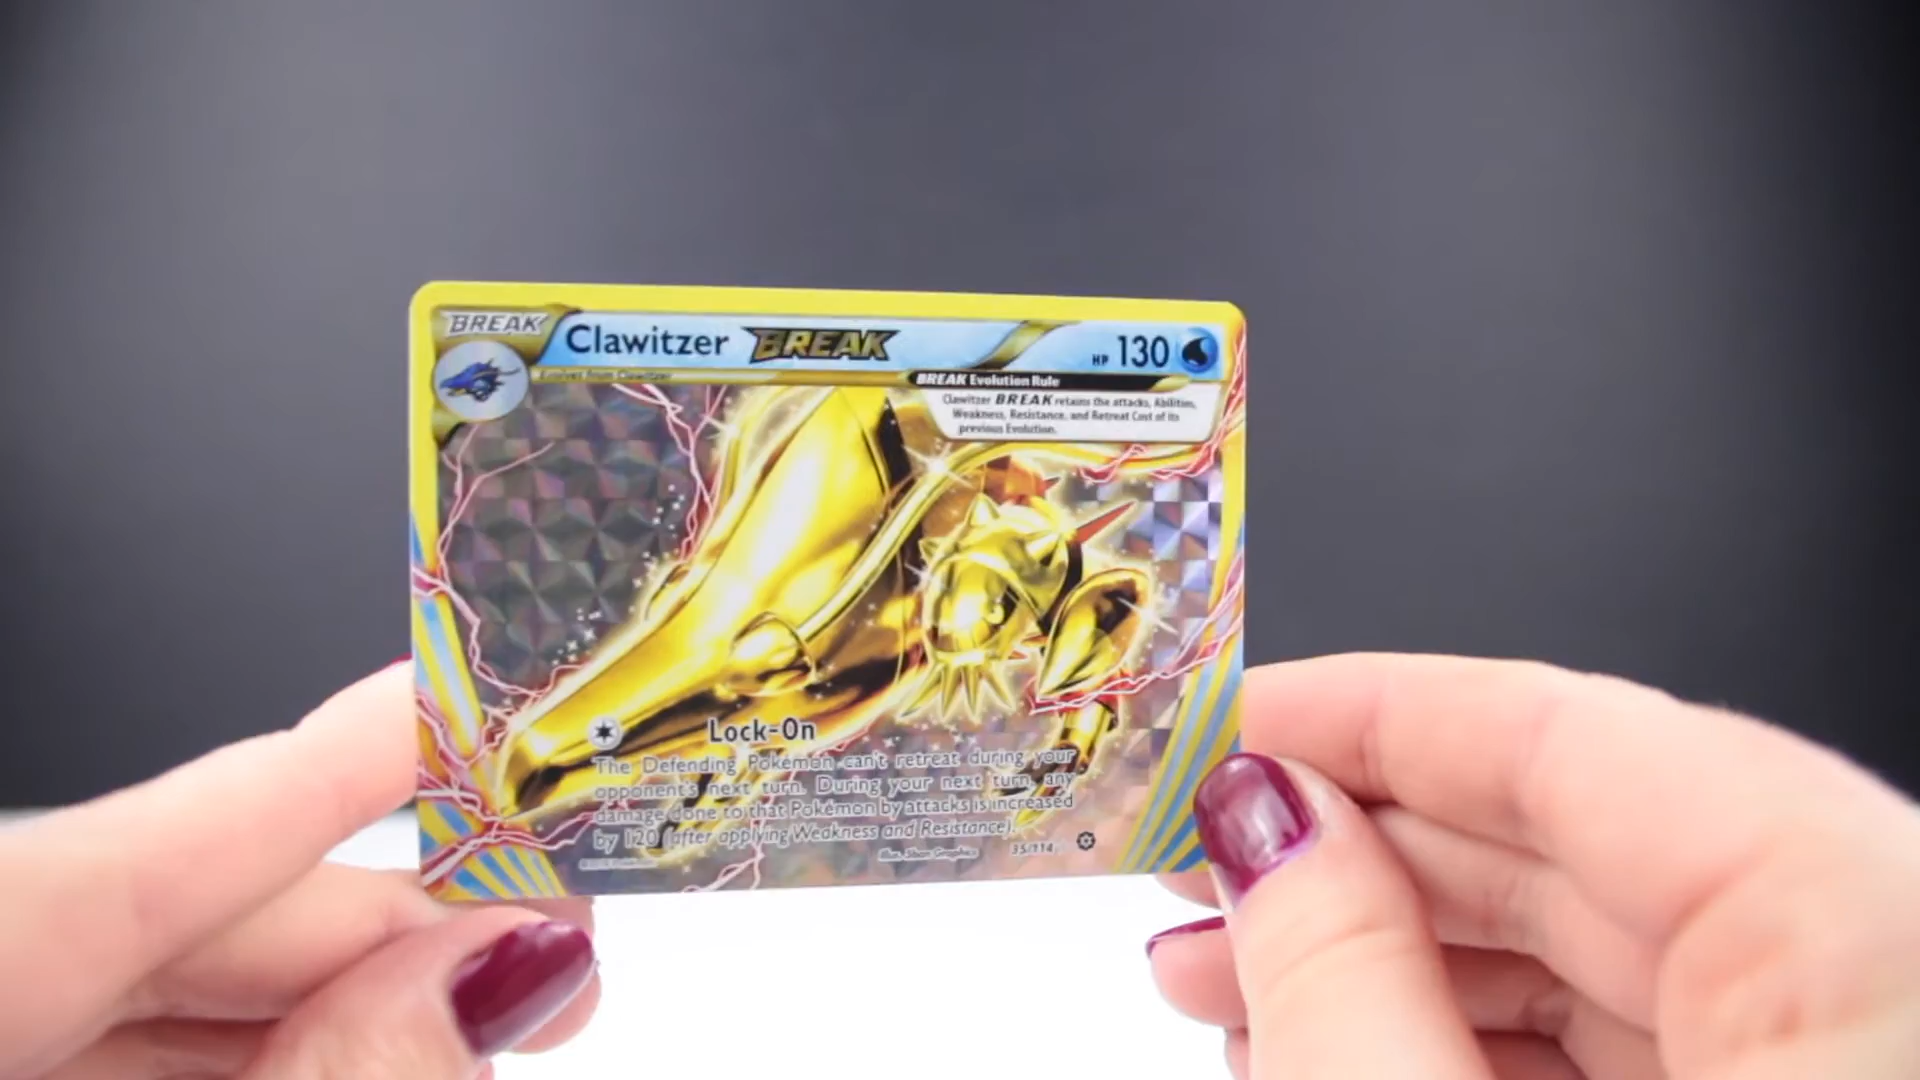 BREAK
Clawitzer BREAK
HP 130
Evolves from Clawitzer
BREAK Evolution Rule
Clawitzer BREAK retains the attacks, Abilities,
Weakness, Resistance, and Retreat Cost of its
previous Evolution.
Lock-On
The Defending Pokémon can't retreat during your
opponent's next turn. During your next turn, any
damage done to that Pokémon by attacks is increased
by 120 (after applying Weakness and Resistance).
Illus. 5ban Graphics
35/114